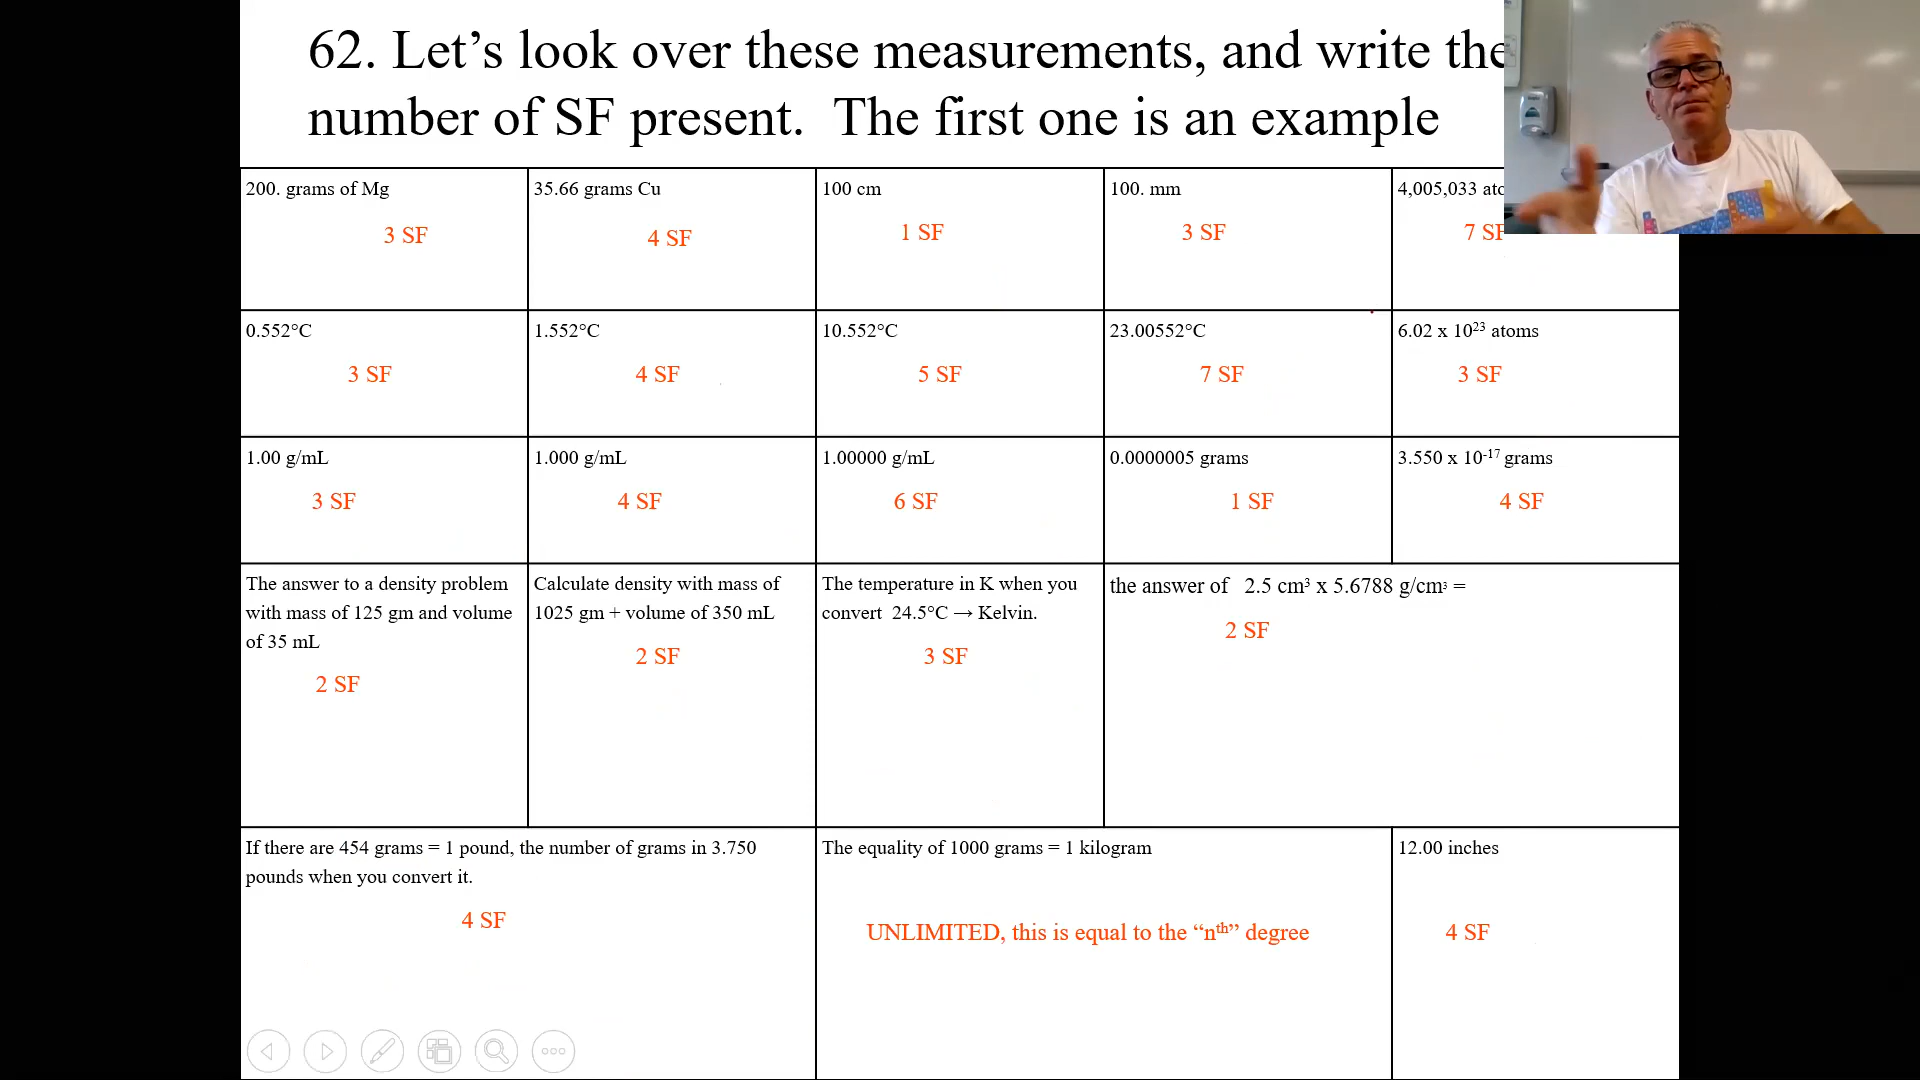 62. Let’s look over these measurements, and write the
number of SF present.  The first one is an example
200. grams of Mg
3 SF
35.66 grams Cu
4 SF
100 cm
1 SF
100. mm
3 SF
4,005,033
7 SF
0.552°C
3 SF
1.552°C
4 SF
10.552°C
5 SF
23.00552°C
7 SF
6.02 x 10²³ atoms
3 SF
1.00 g/mL
3 SF
1.000 g/mL
4 SF
1.00000 g/mL
6 SF
0.0000005 grams
1 SF
3.550 x 10⁻¹⁷ grams
4 SF
The answer to a density problem
with mass of 125 gm and volume
of 35 mL
2 SF
Calculate density with mass of
1025 gm + volume of 350 mL
2 SF
The temperature in K when you
convert  24.5°C → Kelvin.
3 SF
the answer of   2.5 cm³ x 5.6788 g/cm³ =
2 SF
If there are 454 grams = 1 pound, the number of grams in 3.750
pounds when you convert it.
4 SF
The equality of 1000 grams = 1 kilogram
UNLIMITED, this is equal to the “nᵗʰ” degree
12.00 inches
4 SF